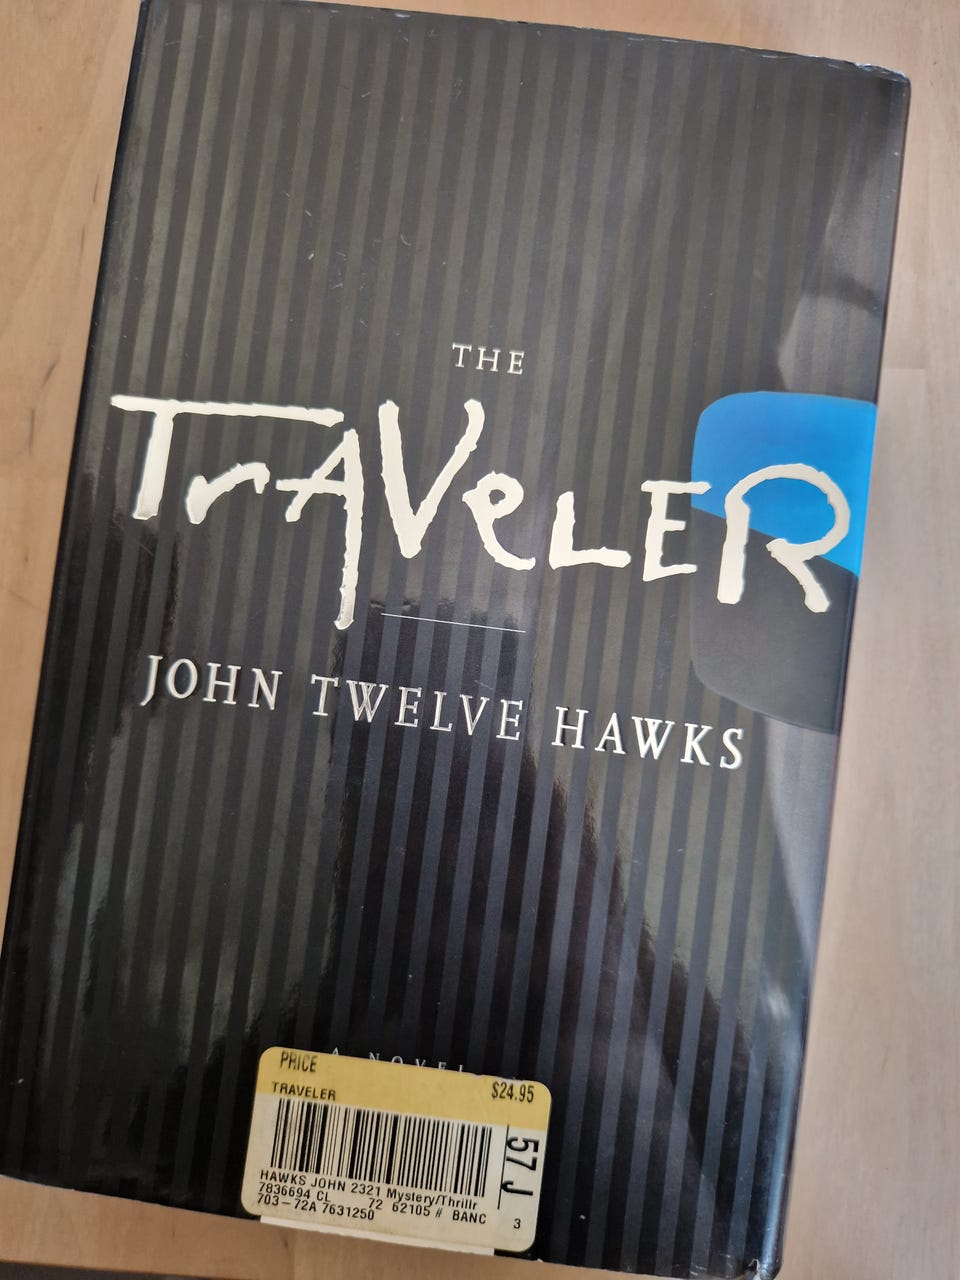 THE
TrAVeLER
JOHN TWELVE HAWKS
A NOVEL
PRICE
$24.95
TRAVELER
HAWKS JOHN 2321 Mystery/Thrillr
7836694 CL 72 62105 # BANC
703-72A 7631250
57 J
3